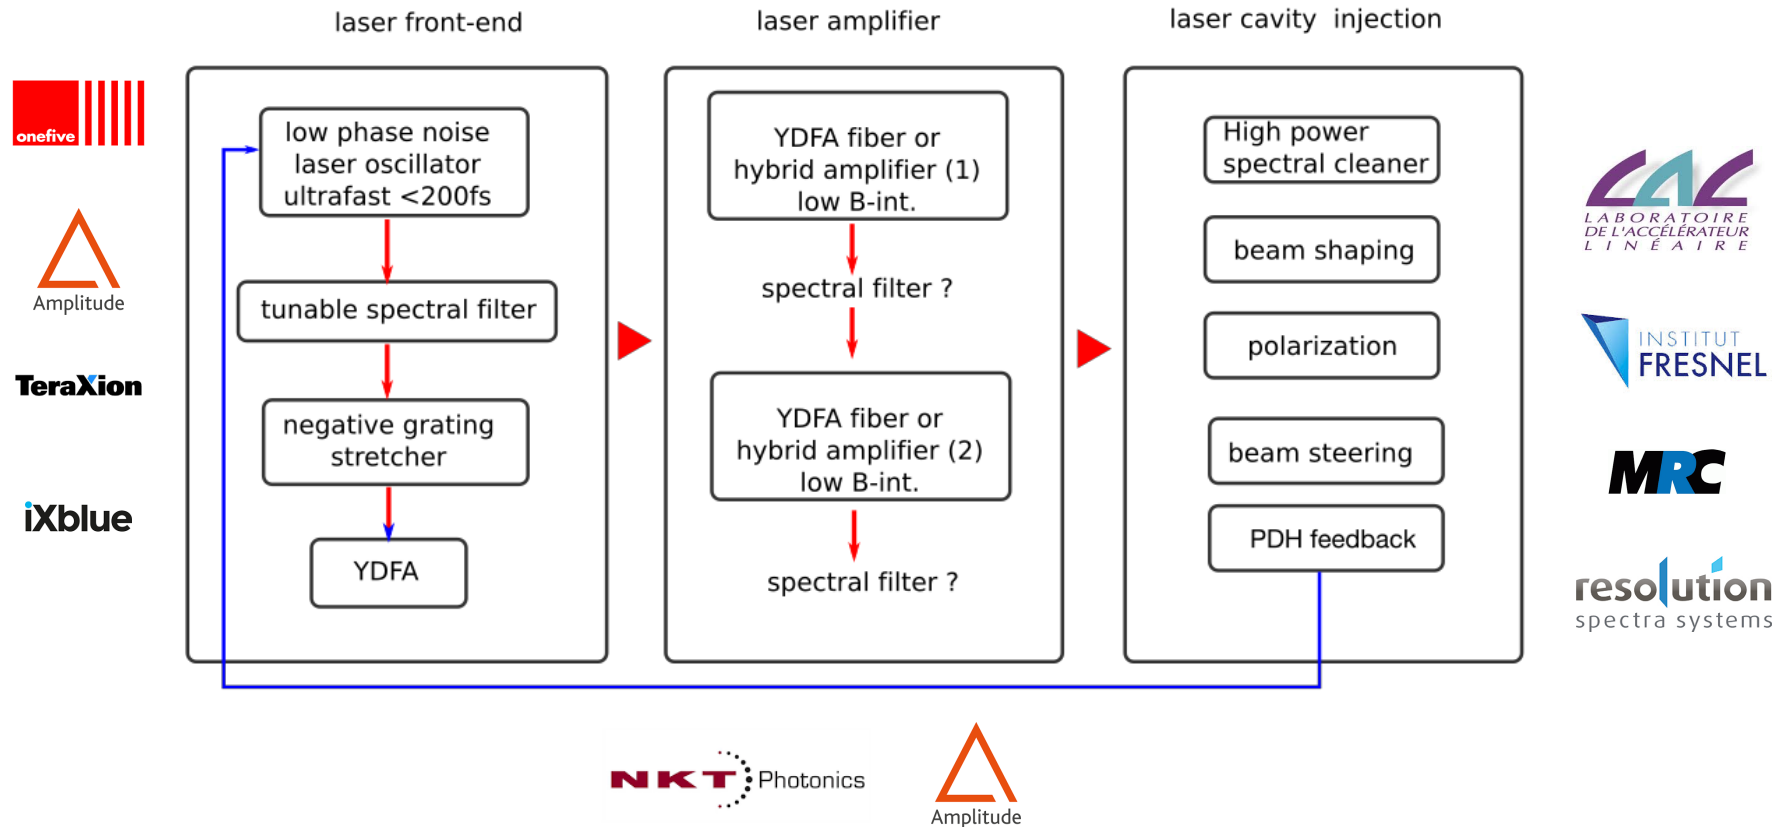 laser front-end
laser amplifier
laser cavity injection
onefive
Amplitude
TeraXion
iXblue
low phase noise
laser oscillator
ultrafast <200fs
tunable spectral filter
negative grating
stretcher
YDFA
YDFA fiber or
hybrid amplifier (1)
low B-int.
spectral filter ?
YDFA fiber or
hybrid amplifier (2)
low B-int.
spectral filter ?
High power
spectral cleaner
beam shaping
polarization
beam steering
PDH feedback
LAL
LABORATOIRE
DE L'ACCÉLÉRATEUR
LINÉAIRE
INSTITUT
FRESNEL
MRC
resolution
spectra systems
NKT Photonics
Amplitude